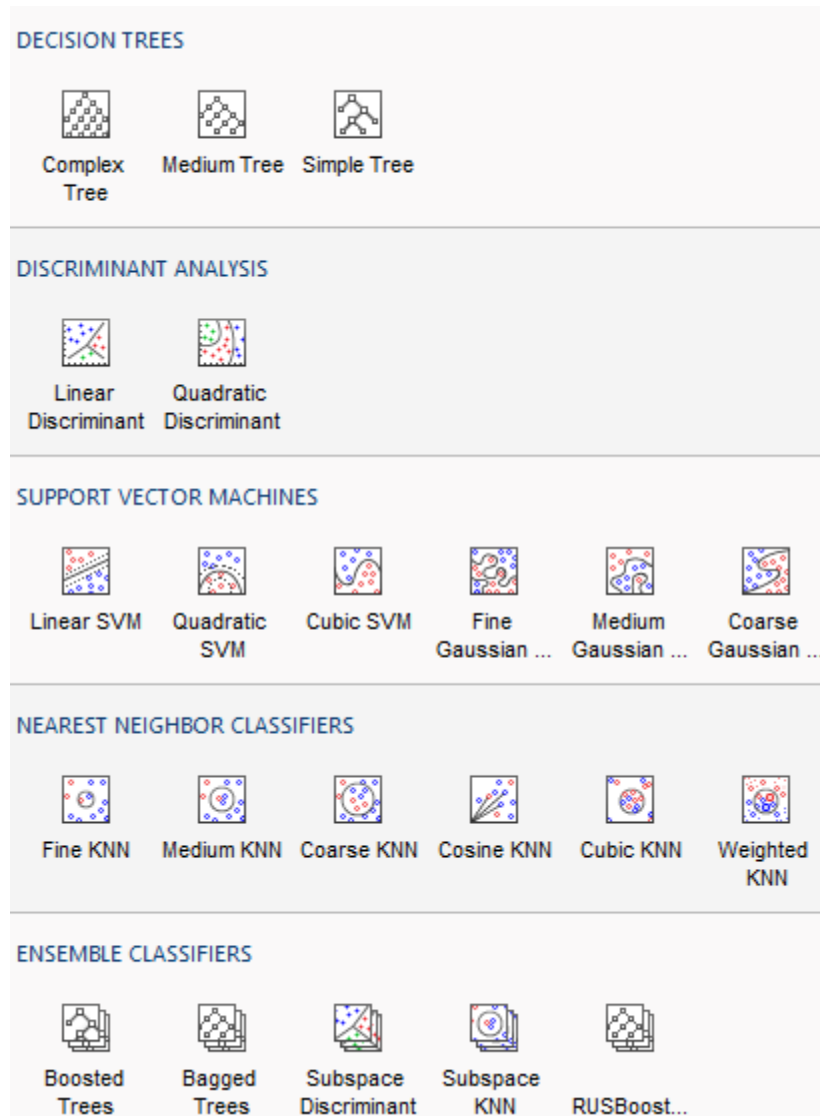 DECISION TREES
Complex Tree
Medium Tree
Simple Tree
DISCRIMINANT ANALYSIS
Linear Discriminant
Quadratic Discriminant
SUPPORT VECTOR MACHINES
Linear SVM
Quadratic SVM
Cubic SVM
Fine Gaussian ...
Medium Gaussian ...
Coarse Gaussian ...
NEAREST NEIGHBOR CLASSIFIERS
Fine KNN
Medium KNN
Coarse KNN
Cosine KNN
Cubic KNN
Weighted KNN
ENSEMBLE CLASSIFIERS
Boosted Trees
Bagged Trees
Subspace Discriminant
Subspace KNN
RUSBoost...